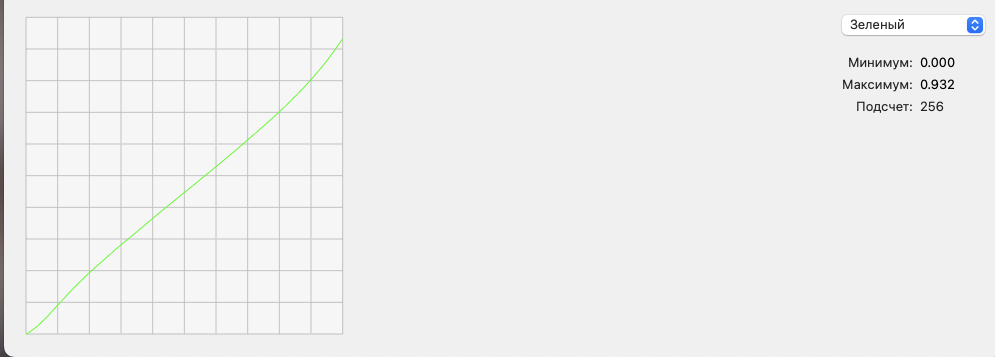 Зеленый
Минимум: 0.000
Максимум: 0.932
Подсчет: 256